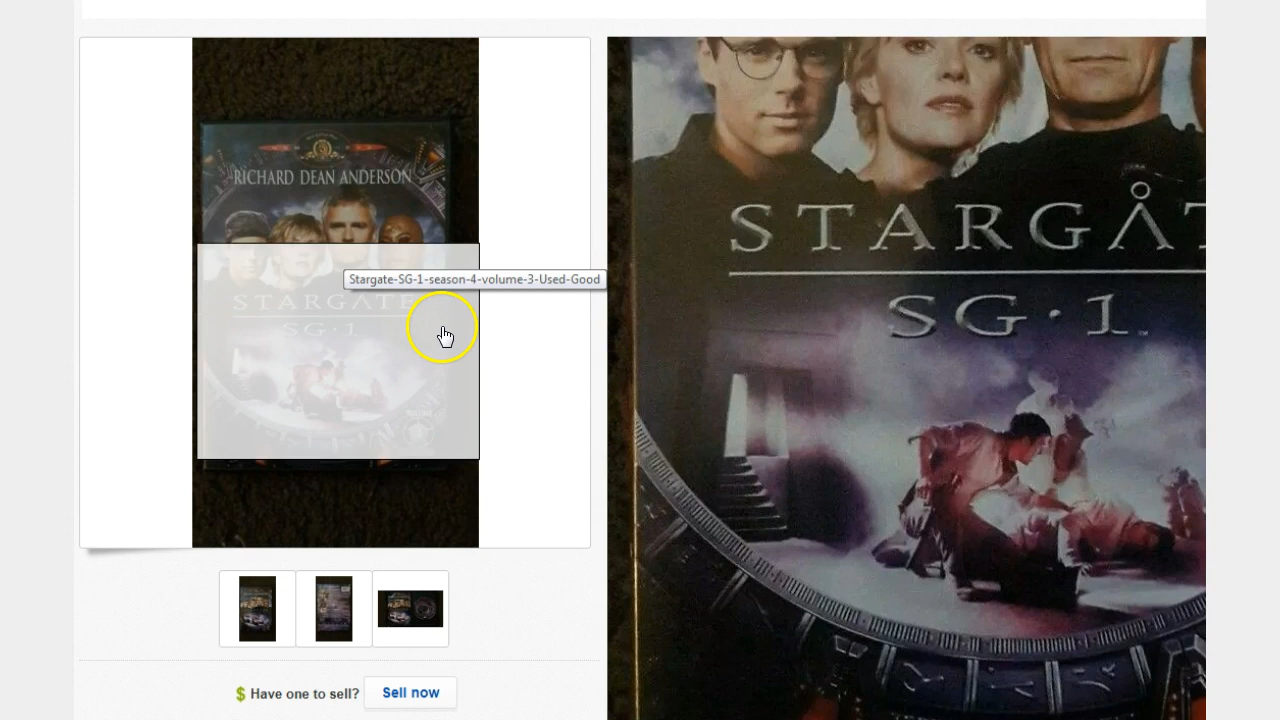 RICHARD DEAN ANDERSON
Stargate-SG-1-season-4-volume-3-Used-Good
STARGATE
SG·1
STARGÅT
SG·1
$ Have one to sell? Sell now